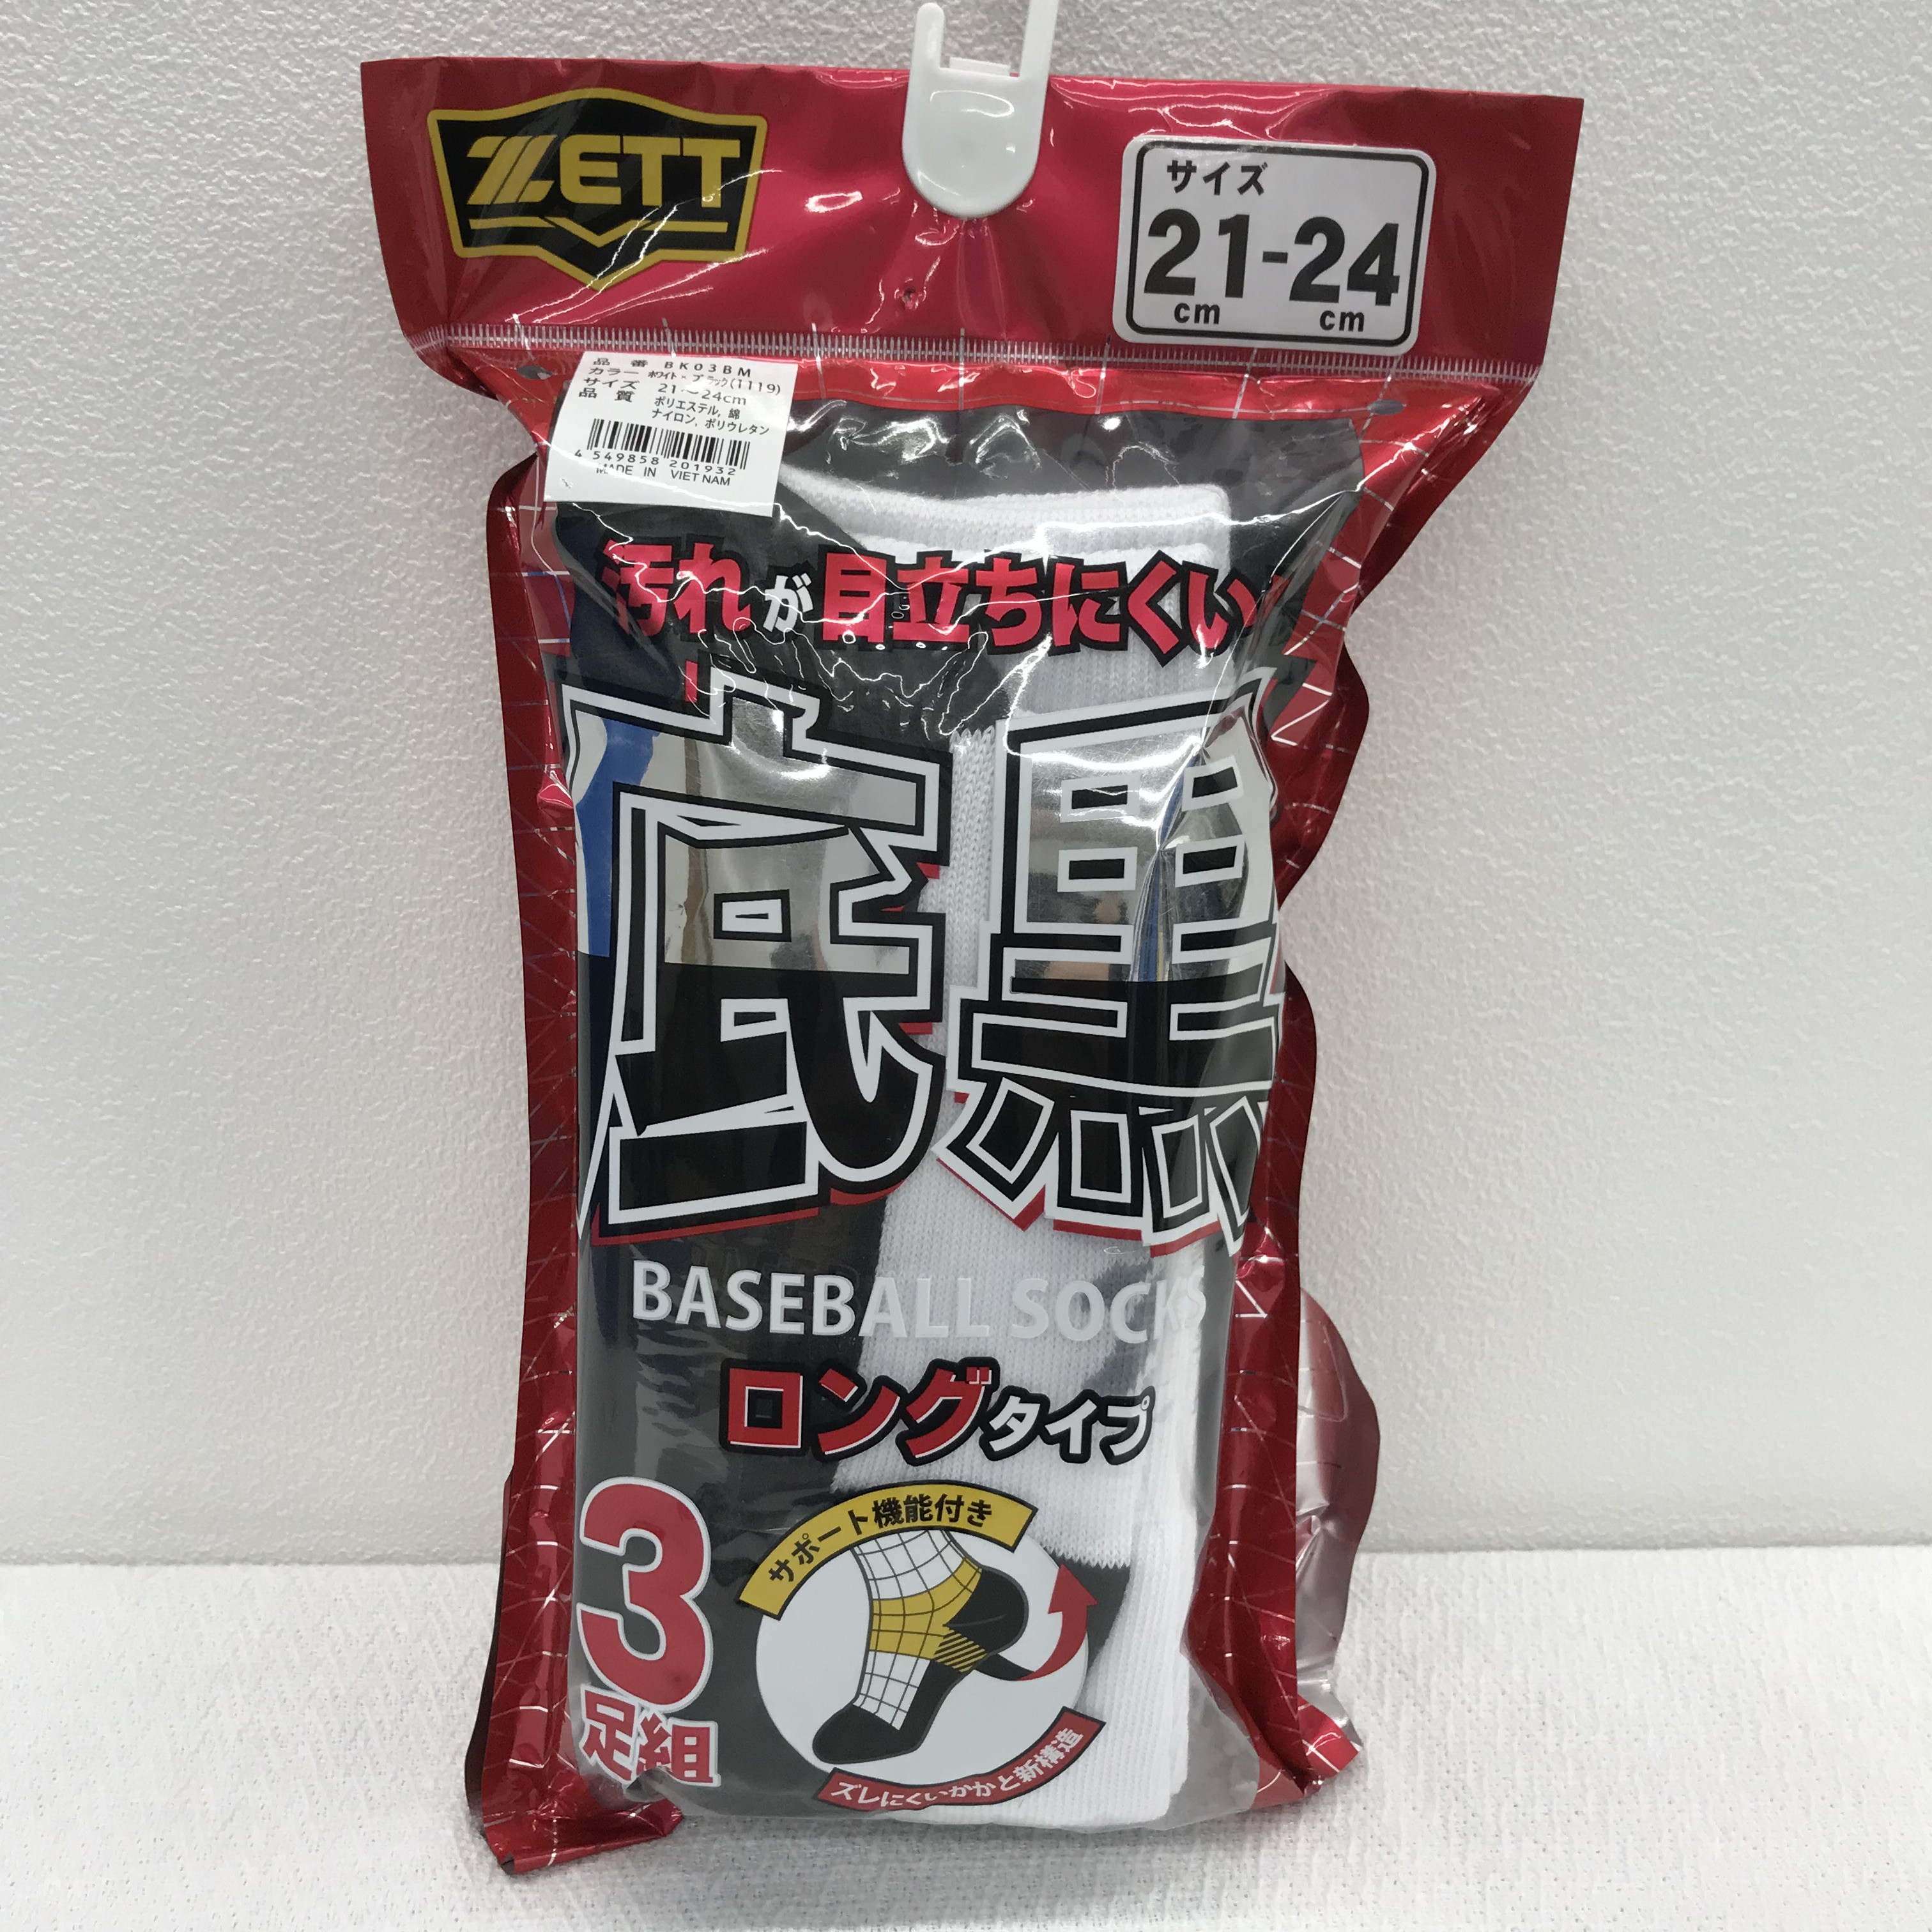 ZETT
サイズ
21-24
cm cm
品番 BK03BM
カラー ホワイト×ブラック(1119)
サイズ 21~24cm
品質 ポリエステル, 綿
ナイロン, ポリウレタン
4 549858 201932
MADE IN VIET NAM
汚れが目立ちにくい
底黒
BASEBALL SOCKS
ロングタイプ
3
足組
サポート機能付き
ズレにくいかかと新構造